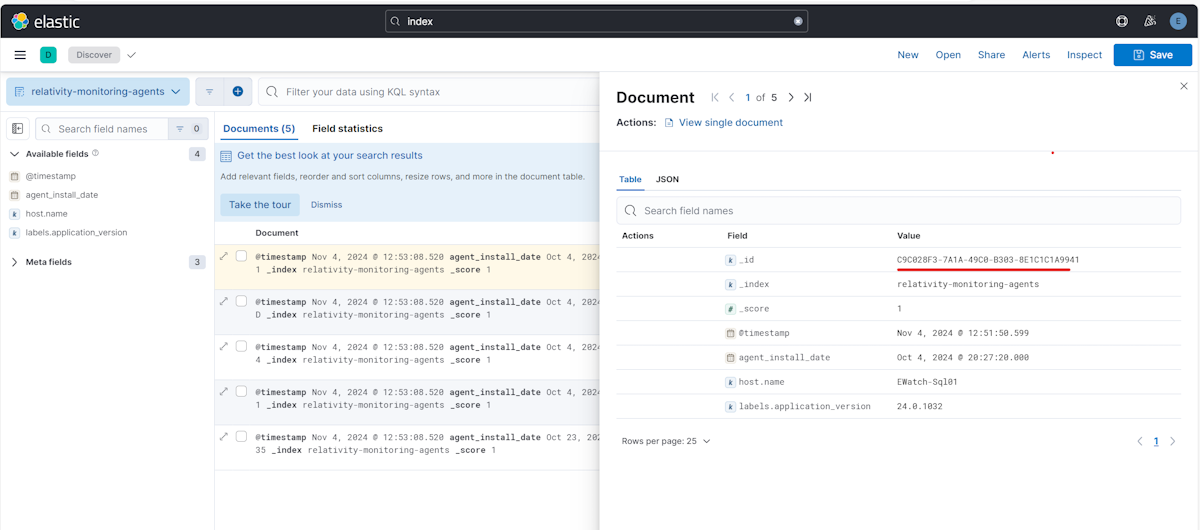 elastic
index
E
D
Discover
New Open Share Alerts Inspect Save
relativity-monitoring-agents
Filter your data using KQL syntax
Search field names
0
Available fields
4
@timestamp
agent_install_date
host.name
labels.application_version
Meta fields
3
Documents (5) Field statistics
Get the best look at your search results
Add relevant fields, reorder and sort columns, resize rows, and more in the document table.
Take the tour Dismiss
Document
@timestamp Nov 4, 2024 @ 12:53:08.520 agent_install_date Oct 4, 202
1 _index relativity-monitoring-agents _score 1
@timestamp Nov 4, 2024 @ 12:53:08.520 agent_install_date Oct 4, 202
D _index relativity-monitoring-agents _score 1
@timestamp Nov 4, 2024 @ 12:53:08.520 agent_install_date Oct 4, 202
4 _index relativity-monitoring-agents _score 1
@timestamp Nov 4, 2024 @ 12:53:08.520 agent_install_date Oct 4, 202
1 _index relativity-monitoring-agents _score 1
@timestamp Nov 4, 2024 @ 12:53:08.520 agent_install_date Oct 23, 202
35 _index relativity-monitoring-agents _score 1
Document 1 of 5
Actions: View single document
Table JSON
Search field names
Actions Field Value
k _id C9C028F3-7A1A-49C0-B303-8E1C1C1A9941
k _index relativity-monitoring-agents
# _score 1
@timestamp Nov 4, 2024 @ 12:51:50.599
agent_install_date Oct 4, 2024 @ 20:27:20.000
k host.name EWatch-Sql01
k labels.application_version 24.0.1032
Rows per page: 25
1